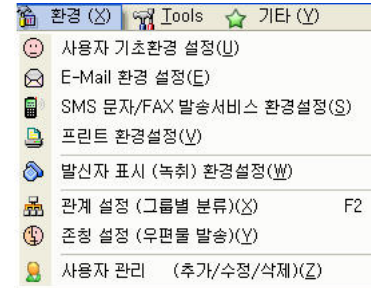 환경 (X) Tools 기타 (Y)
사용자 기초환경 설정(U)
E-Mail 환경 설정(E)
SMS 문자/FAX 발송서비스 환경설정(S)
프린트 환경설정(V)
발신자 표시 (녹취) 환경설정(W)
관계 설정 (그룹별 분류)(X) F2
존칭 설정 (우편물 발송)(Y)
사용자 관리 (추가/수정/삭제)(Z)